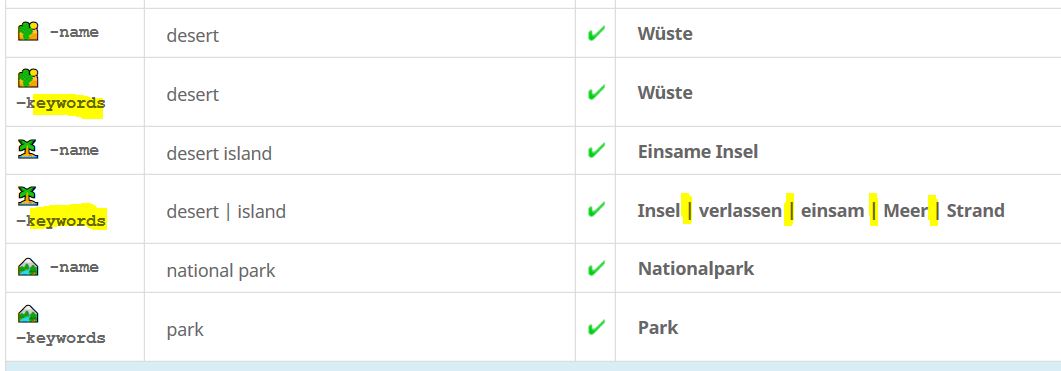 –name desert Wüste
–keywords desert Wüste
–name desert island Einsame Insel
–keywords desert | island Insel | verlassen | einsam | Meer | Strand
–name national park Nationalpark
–keywords park Park